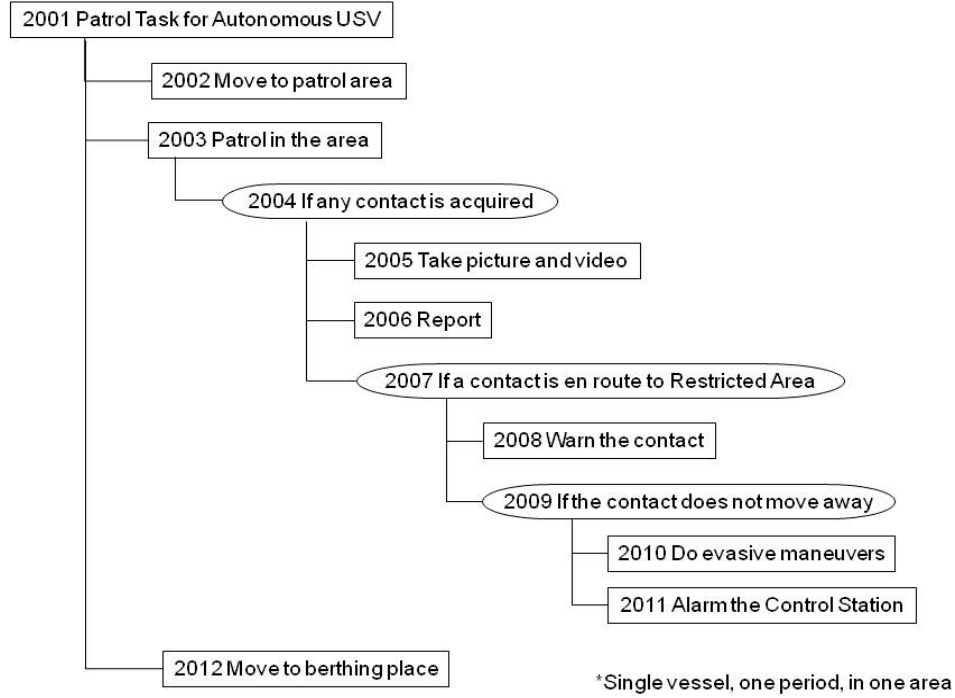 2001 Patrol Task for Autonomous USV
2002 Move to patrol area
2003 Patrol in the area
2004 If any contact is acquired
2005 Take picture and video
2006 Report
2007 If a contact is en route to Restricted Area
2008 Warn the contact
2009 If the contact does not move away
2010 Do evasive maneuvers
2011 Alarm the Control Station
2012 Move to berthing place
*Single vessel, one period, in one area